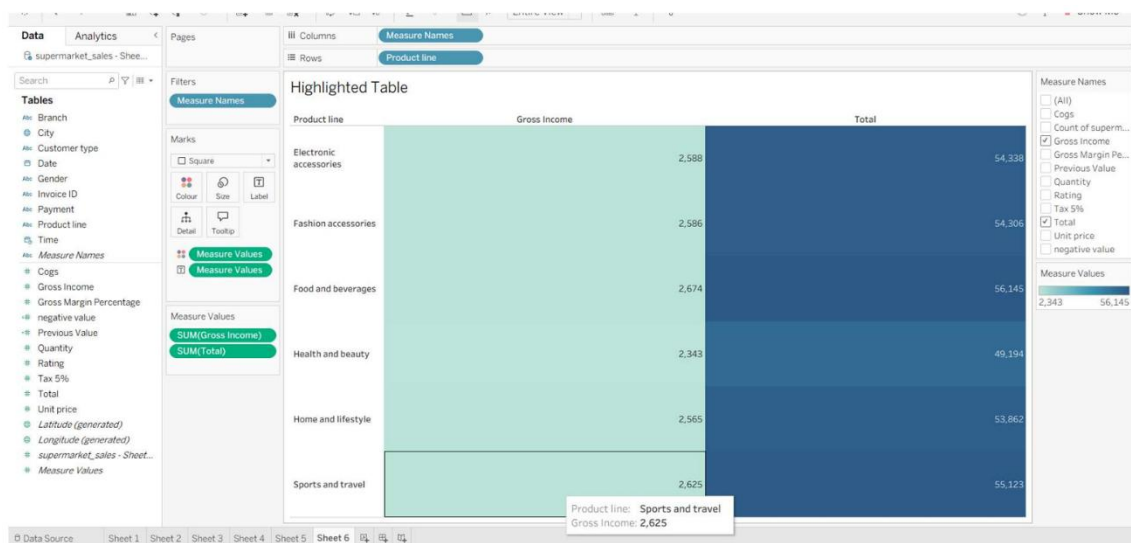 Data Analytics
supermarket_sales - Shee...
Search
Tables
Abc Branch
City
Abc Customer type
Date
Abc Gender
Abc Invoice ID
Abc Payment
Abc Product line
Time
Abc Measure Names
# Cogs
# Gross Income
# Gross Margin Percentage
negative value
Previous Value
# Quantity
# Rating
# Tax 5%
# Total
# Unit price
Latitude (generated)
Longitude (generated)
# supermarket_sales - Sheet...
# Measure Values
Pages
Filters
Measure Names
Marks
Square
Colour Size Label
Detail Tooltip
Measure Values
Measure Values
Measure Values
SUM(Gross Income)
SUM(Total)
Columns Measure Names
Rows Product line
Highlighted Table
Product line Gross Income Total
Electronic
accessories 2,588 54,338
Fashion accessories 2,586 54,306
Food and beverages 2,674 56,145
Health and beauty 2,343 49,194
Home and lifestyle 2,565 53,862
Sports and travel 2,625 55,123
Product line: Sports and travel
Gross Income: 2,625
Measure Names
(All)
Cogs
Count of superm...
Gross Income
Gross Margin Pe...
Previous Value
Quantity
Rating
Tax 5%
Total
Unit price
negative value
Measure Values
2,343 56,145
Data Source Sheet 1 Sheet 2 Sheet 3 Sheet 4 Sheet 5 Sheet 6